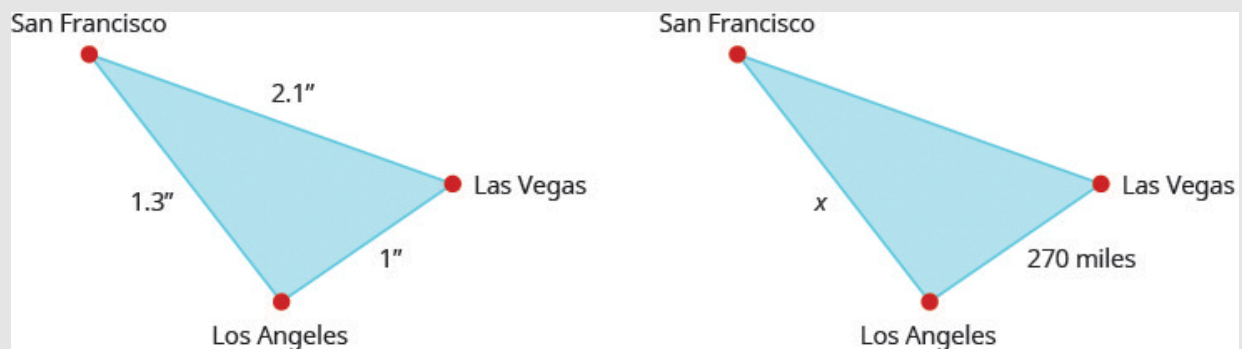 San Francisco
2.1”
1.3”
Las Vegas
1”
Los Angeles
San Francisco
x
Las Vegas
270 miles
Los Angeles